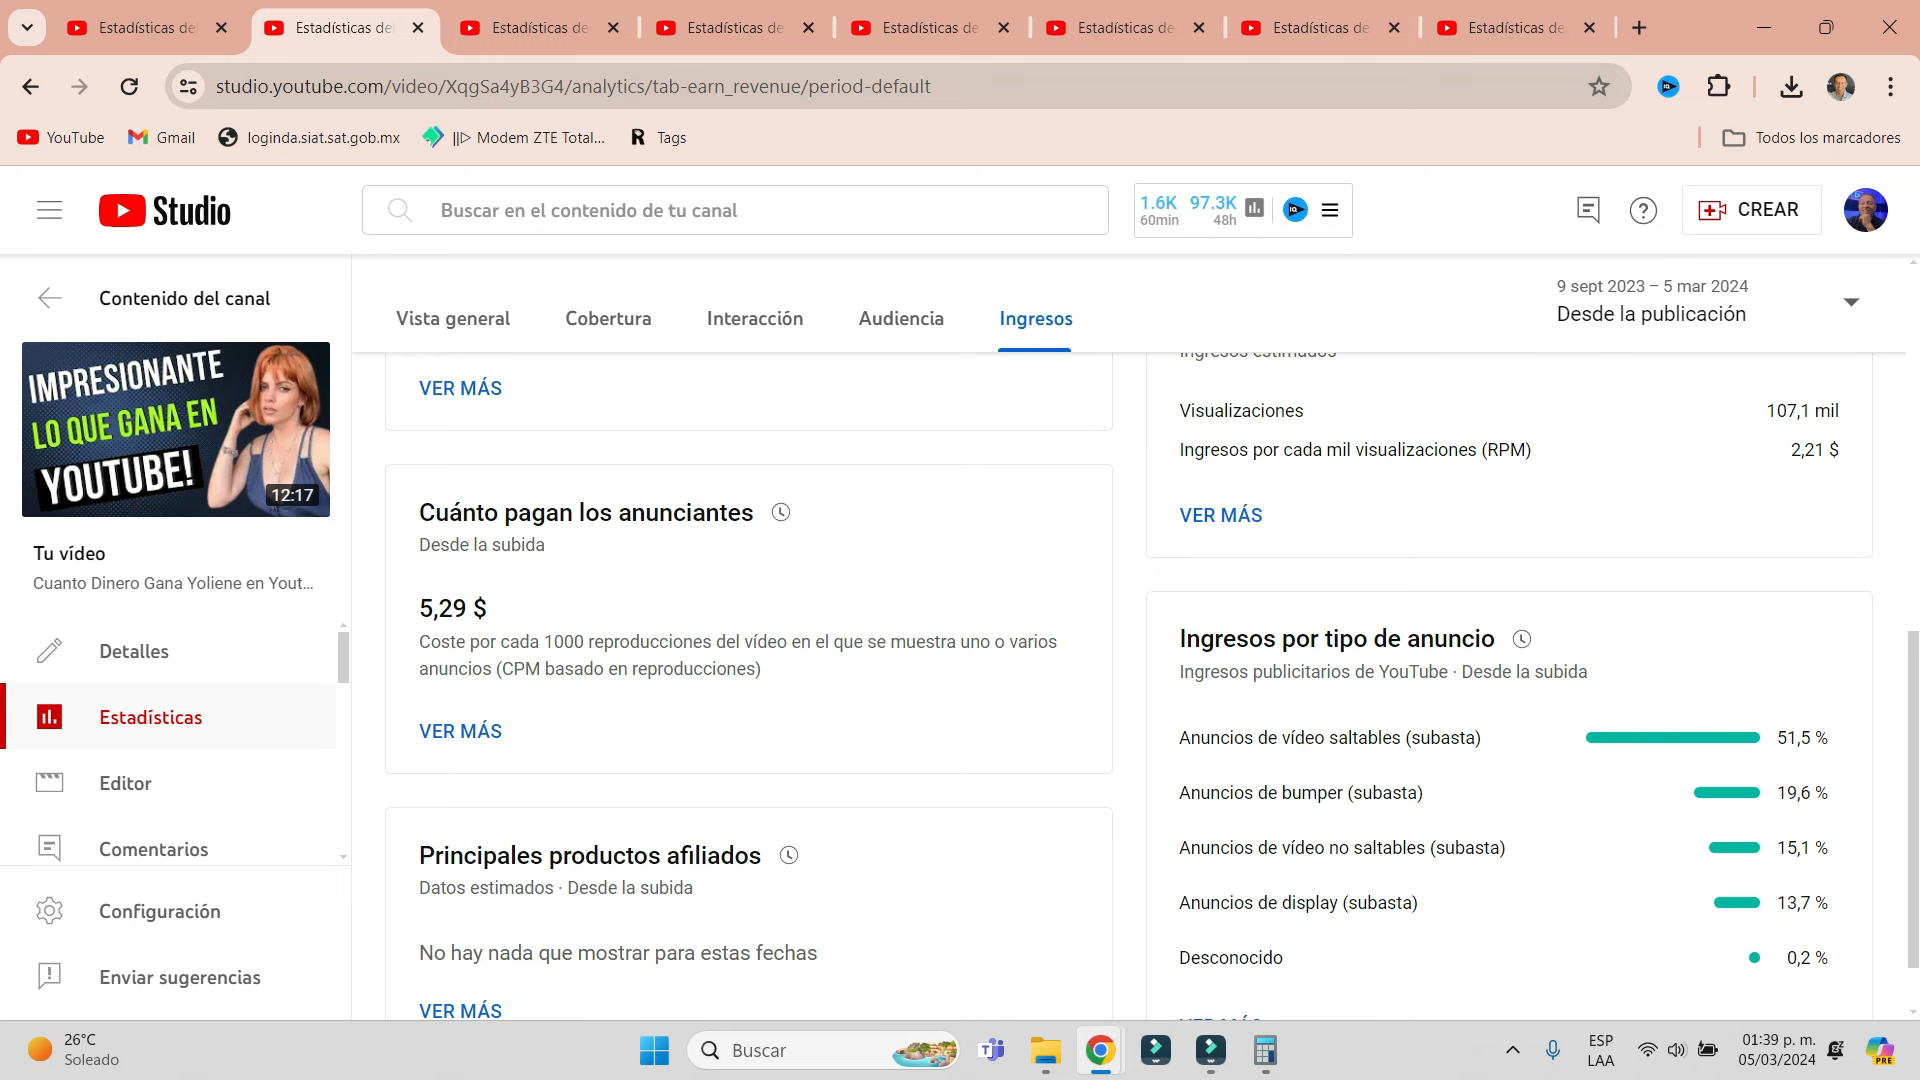 Estadísticas de
Estadísticas de
Estadísticas de
Estadísticas de
Estadísticas de
Estadísticas de
Estadísticas de
Estadísticas de
studio.youtube.com/video/XqgSa4yB3G4/analytics/tab-earn_revenue/period-default
YouTube
Gmail
loginda.siat.sat.gob.mx
||▷ Modem ZTE Total...
R Tags
Todos los marcadores
Studio
Buscar en el contenido de tu canal
1.6K 97.3K
60min 48h
IQ
CREAR
Contenido del canal
Vista general
Cobertura
Interacción
Audiencia
Ingresos
9 sept 2023 – 5 mar 2024
Desde la publicación
IMPRESIONANTE
LO QUE GANA EN
YOUTUBE!
12:17
Tu vídeo
Cuanto Dinero Gana Yoliene en Yout...
Detalles
Estadísticas
Editor
Comentarios
Configuración
Enviar sugerencias
VER MÁS
Cuánto pagan los anunciantes
Desde la subida
5,29 $
Coste por cada 1000 reproducciones del vídeo en el que se muestra uno o varios
anuncios (CPM basado en reproducciones)
VER MÁS
Principales productos afiliados
Datos estimados · Desde la subida
No hay nada que mostrar para estas fechas
VER MÁS
Ingresos estimados
Visualizaciones 107,1 mil
Ingresos por cada mil visualizaciones (RPM) 2,21 $
VER MÁS
Ingresos por tipo de anuncio
Ingresos publicitarios de YouTube · Desde la subida
Anuncios de vídeo saltables (subasta) 51,5 %
Anuncios de bumper (subasta) 19,6 %
Anuncios de vídeo no saltables (subasta) 15,1 %
Anuncios de display (subasta) 13,7 %
Desconocido 0,2 %
VER MÁS
26°C
Soleado
Buscar
ESP
LAA
01:39 p. m.
05/03/2024
PRE